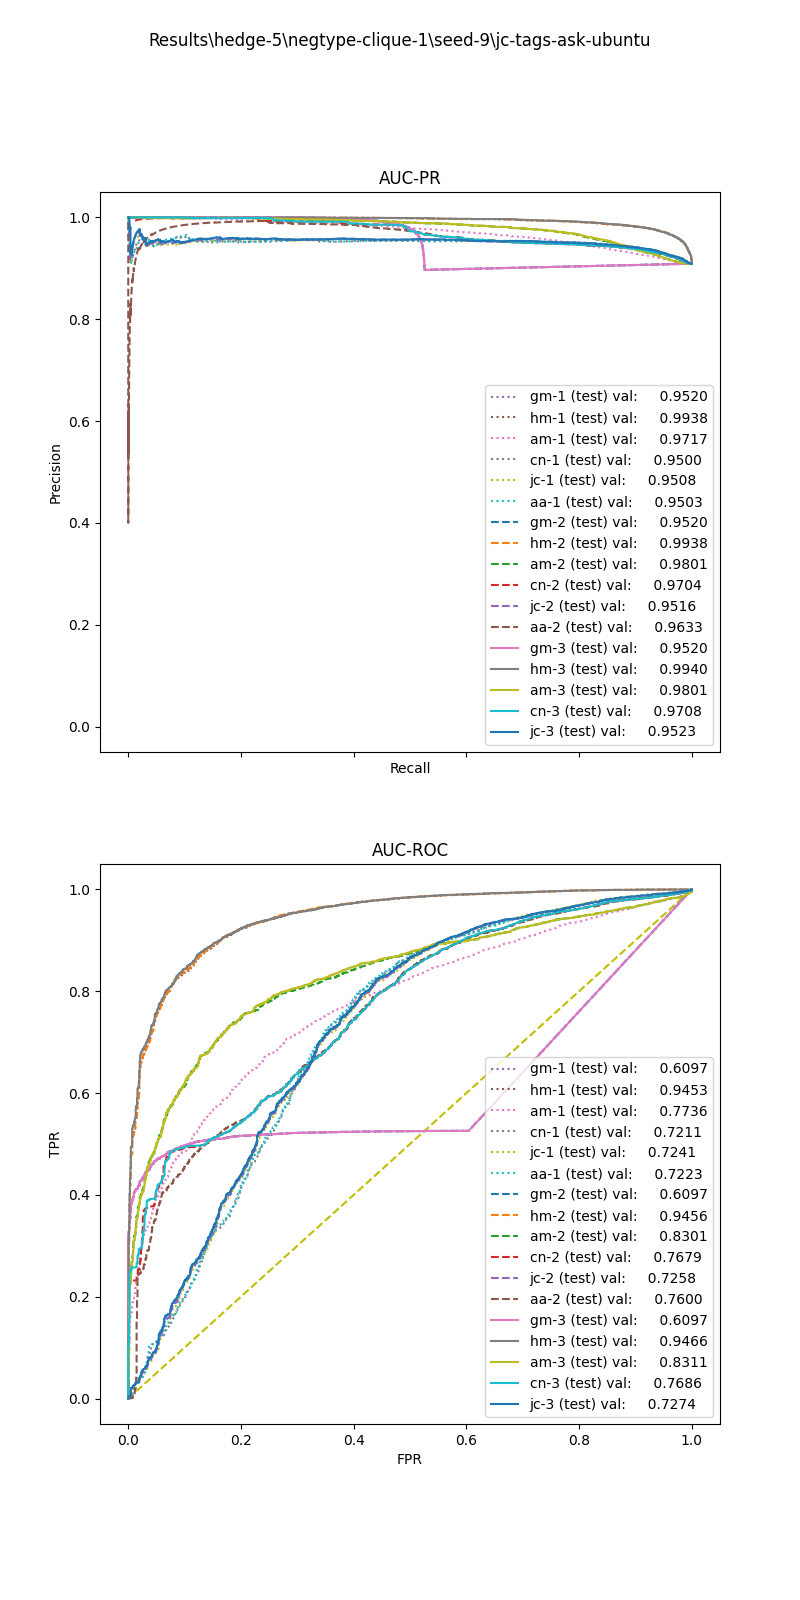 Results\hedge-5\negtype-clique-1\seed-9\jc-tags-ask-ubuntu
AUC-PR
1.0
0.8
0.6
0.4
0.2
0.0
Precision
gm-1 (test) val: 0.9520
hm-1 (test) val: 0.9938
am-1 (test) val: 0.9717
cn-1 (test) val: 0.9500
jc-1 (test) val: 0.9508
aa-1 (test) val: 0.9503
gm-2 (test) val: 0.9520
hm-2 (test) val: 0.9938
am-2 (test) val: 0.9801
cn-2 (test) val: 0.9704
jc-2 (test) val: 0.9516
aa-2 (test) val: 0.9633
gm-3 (test) val: 0.9520
hm-3 (test) val: 0.9940
am-3 (test) val: 0.9801
cn-3 (test) val: 0.9708
jc-3 (test) val: 0.9523
Recall
AUC-ROC
1.0
0.8
0.6
0.4
0.2
0.0
TPR
gm-1 (test) val: 0.6097
hm-1 (test) val: 0.9453
am-1 (test) val: 0.7736
cn-1 (test) val: 0.7211
jc-1 (test) val: 0.7241
aa-1 (test) val: 0.7223
gm-2 (test) val: 0.6097
hm-2 (test) val: 0.9456
am-2 (test) val: 0.8301
cn-2 (test) val: 0.7679
jc-2 (test) val: 0.7258
aa-2 (test) val: 0.7600
gm-3 (test) val: 0.6097
hm-3 (test) val: 0.9466
am-3 (test) val: 0.8311
cn-3 (test) val: 0.7686
jc-3 (test) val: 0.7274
0.0 0.2 0.4 0.6 0.8 1.0
FPR